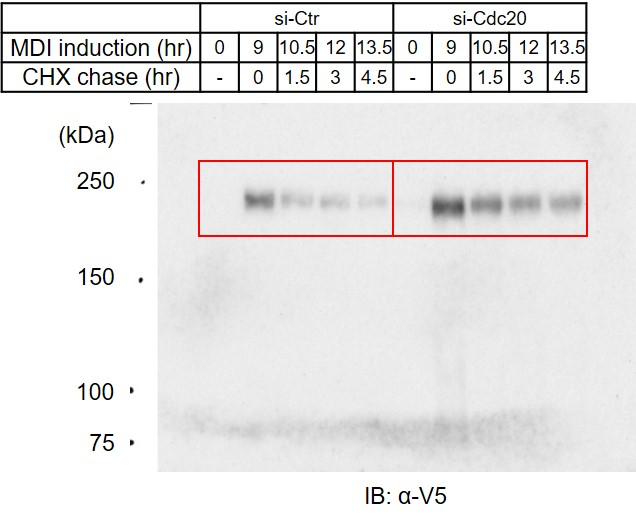 si-Ctr si-Cdc20
MDI induction (hr) 0 9 10.5 12 13.5 0 9 10.5 12 13.5
CHX chase (hr) - 0 1.5 3 4.5 - 0 1.5 3 4.5
(kDa)
250
150
100
75
IB: α-V5